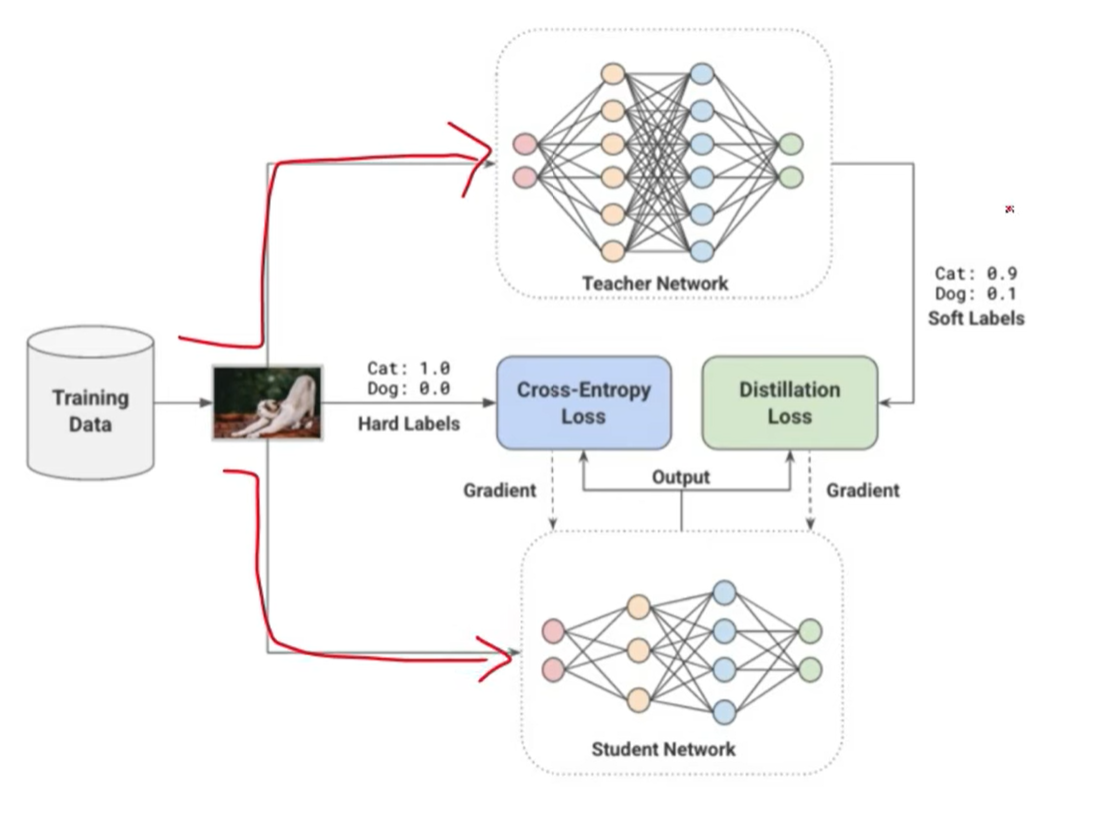 Teacher Network
Cat: 0.9
Dog: 0.1
Soft Labels
Training
Data
Cat: 1.0
Dog: 0.0
Hard Labels
Cross-Entropy
Loss
Distillation
Loss
Gradient
Output
Gradient
Student Network